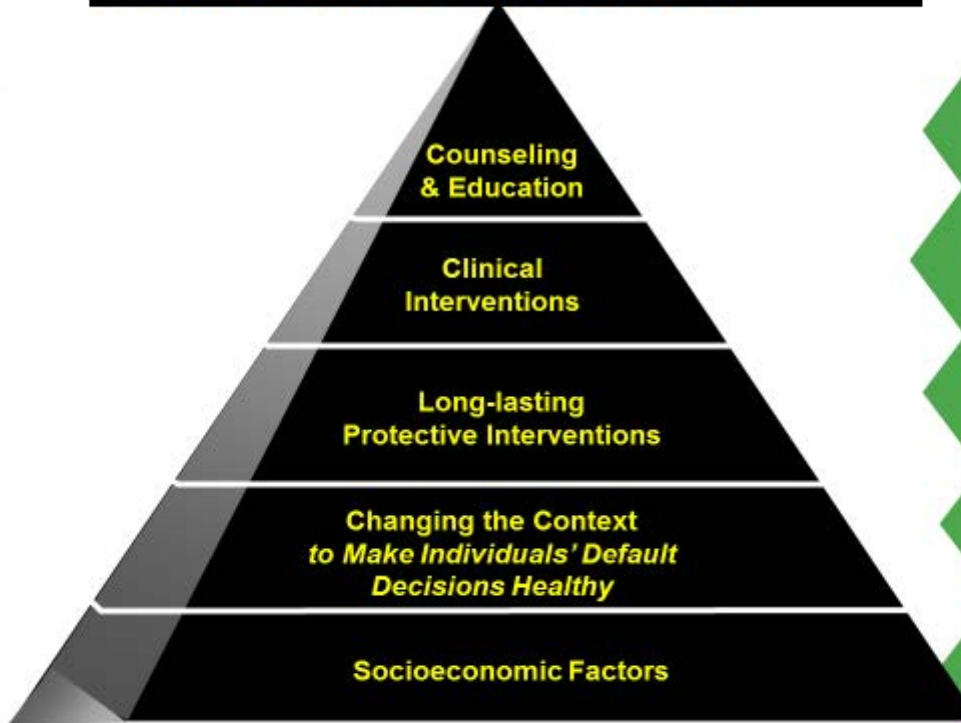 Counseling
& Education
Clinical
Interventions
Long-lasting
Protective Interventions
Changing the Context
to Make Individuals’ Default
Decisions Healthy
Socioeconomic Factors